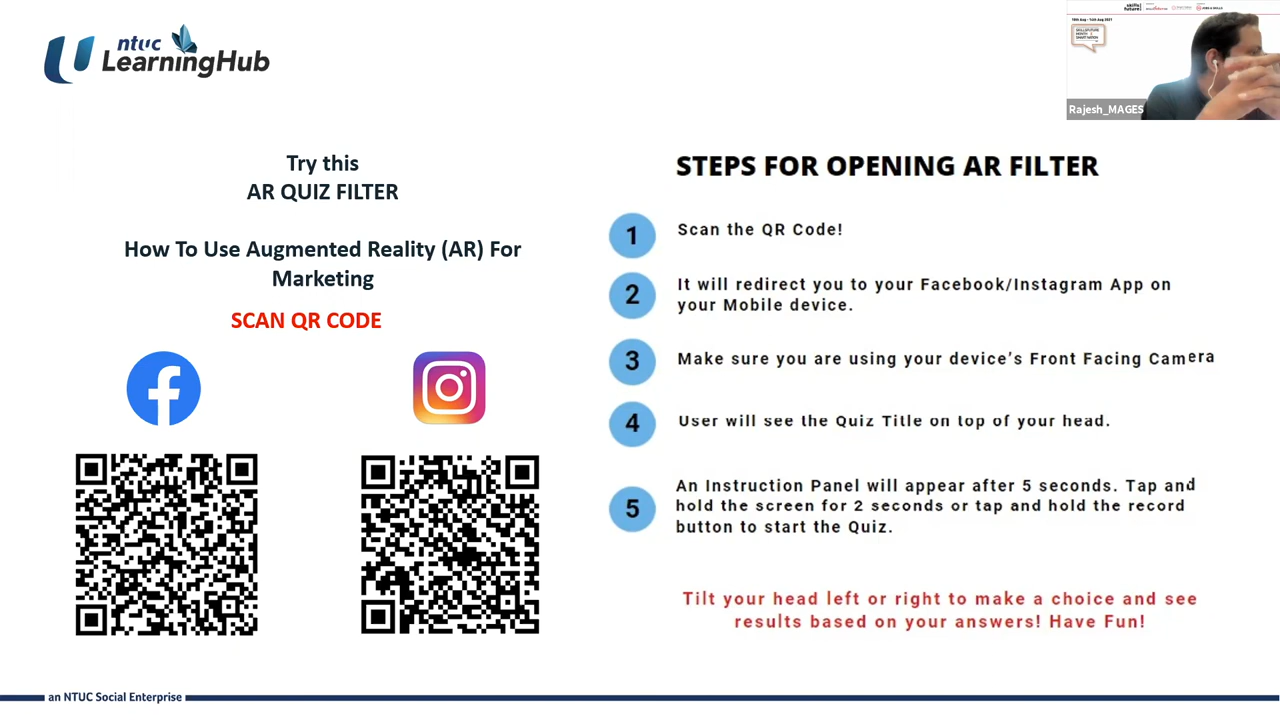 ntuc
LearningHub
Try this
AR QUIZ FILTER
How To Use Augmented Reality (AR) For
Marketing
SCAN QR CODE
STEPS FOR OPENING AR FILTER
1
Scan the QR Code!
2
It will redirect you to your Facebook/Instagram App on
your Mobile device.
3
Make sure you are using your device's Front Facing Camera
4
User will see the Quiz Title on top of your head.
5
An Instruction Panel will appear after 5 seconds. Tap and
hold the screen for 2 seconds or tap and hold the record
button to start the Quiz.
Tilt your head left or right to make a choice and see
results based on your answers! Have Fun!
an NTUC Social Enterprise
Rajesh_MAGES